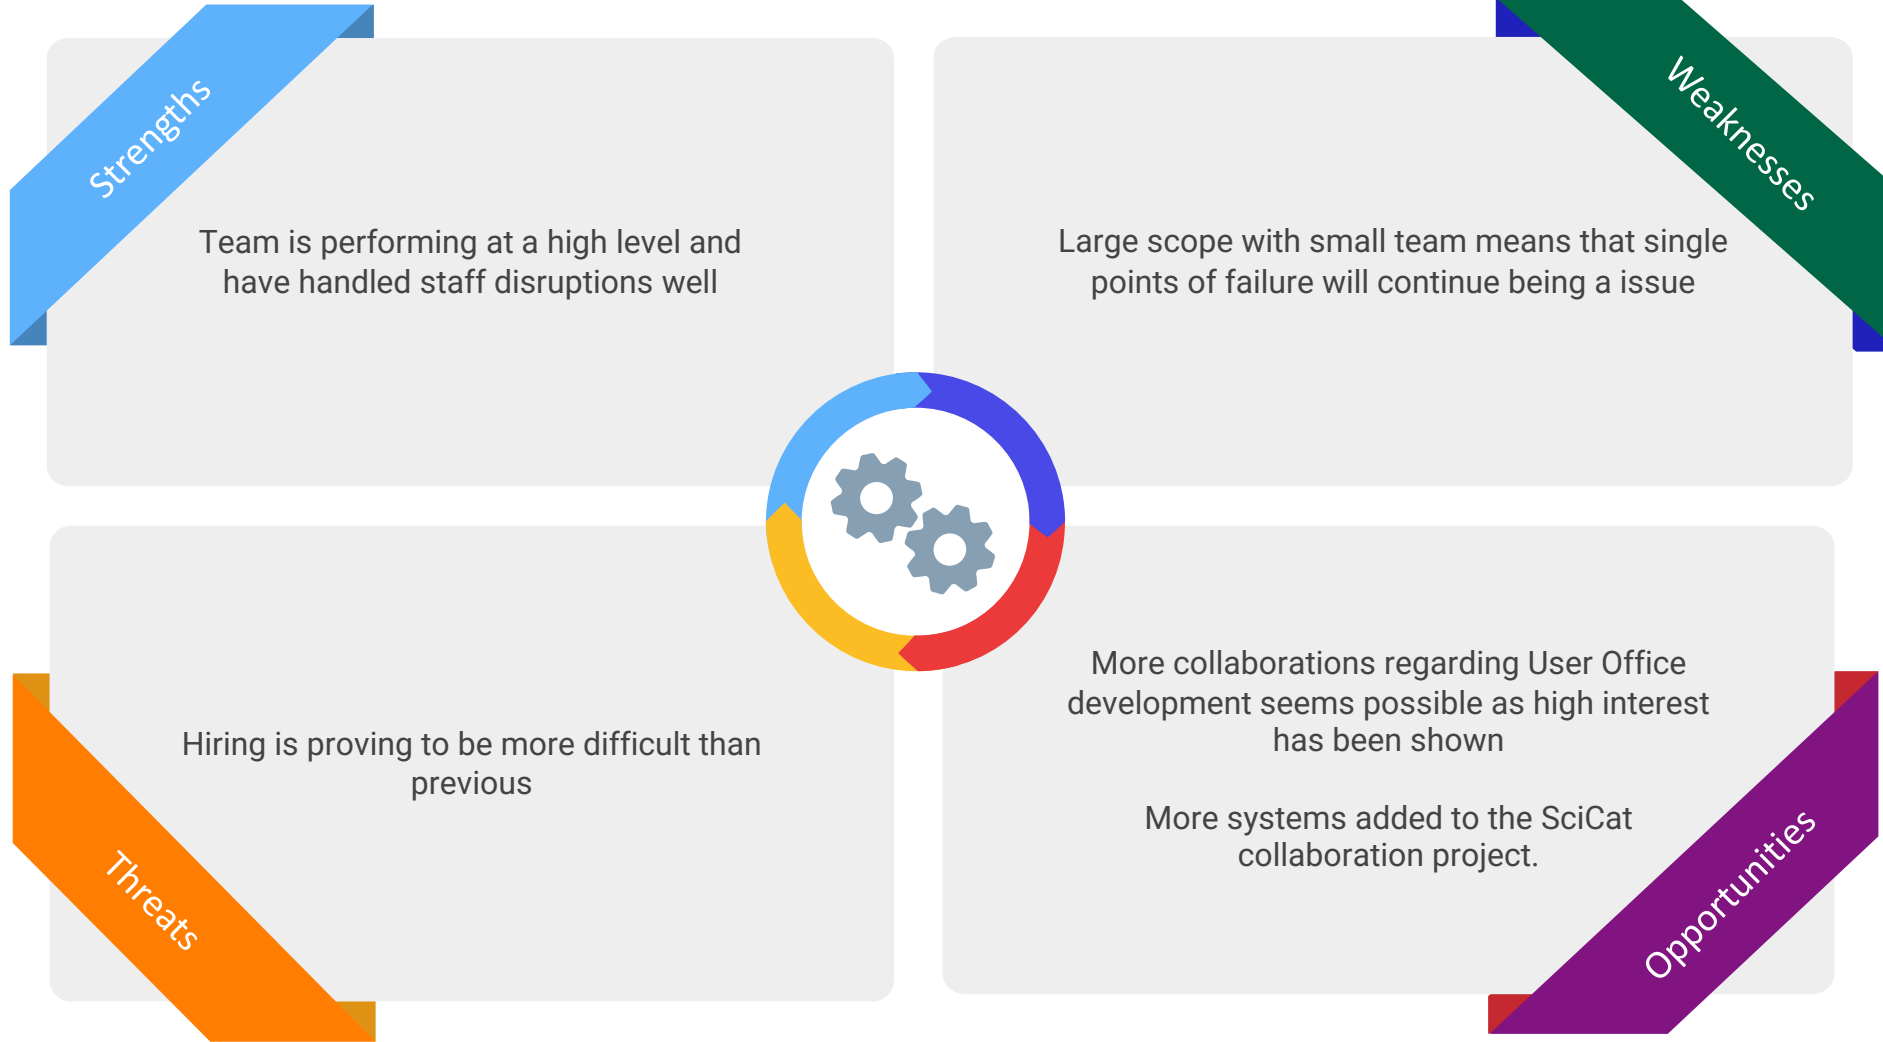 Strengths
Team is performing at a high level and
have handled staff disruptions well
Weaknesses
Large scope with small team means that single
points of failure will continue being a issue
Threats
Hiring is proving to be more difficult than
previous
Opportunities
More collaborations regarding User Office
development seems possible as high interest
has been shown
More systems added to the SciCat
collaboration project.